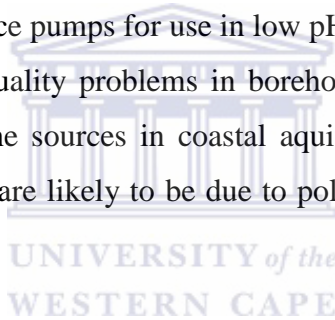 ce pumps for use in low pH
uality problems in boreho
ne sources in coastal aqui
are likely to be due to pol
UNIVERSITY of the
WESTERN CAPE